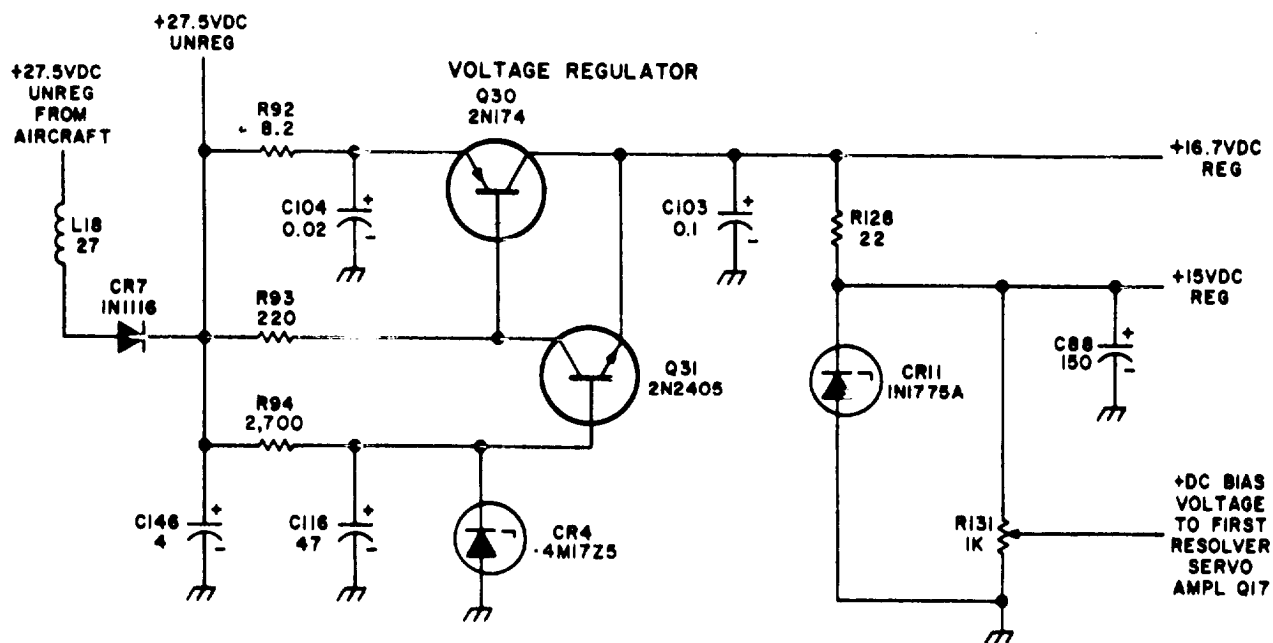 +27.5VDC
UNREG
+27.5VDC
UNREG
FROM
AIRCRAFT
VOLTAGE REGULATOR
Q30
2N174
R92
8.2
+16.7VDC
REG
C104
0.02
+
-
C103
0.1
+
-
R128
22
L18
27
CR7
1N1116
R93
220
+15VDC
REG
Q31
2N2405
CR11
1N1775A
C88
150
+
-
R94
2,700
C146
4
+
-
C116
47
+
-
CR4
4M17Z5
R131
1K
+DC BIAS
VOLTAGE
TO FIRST
RESOLVER
SERVO
AMPL Q17